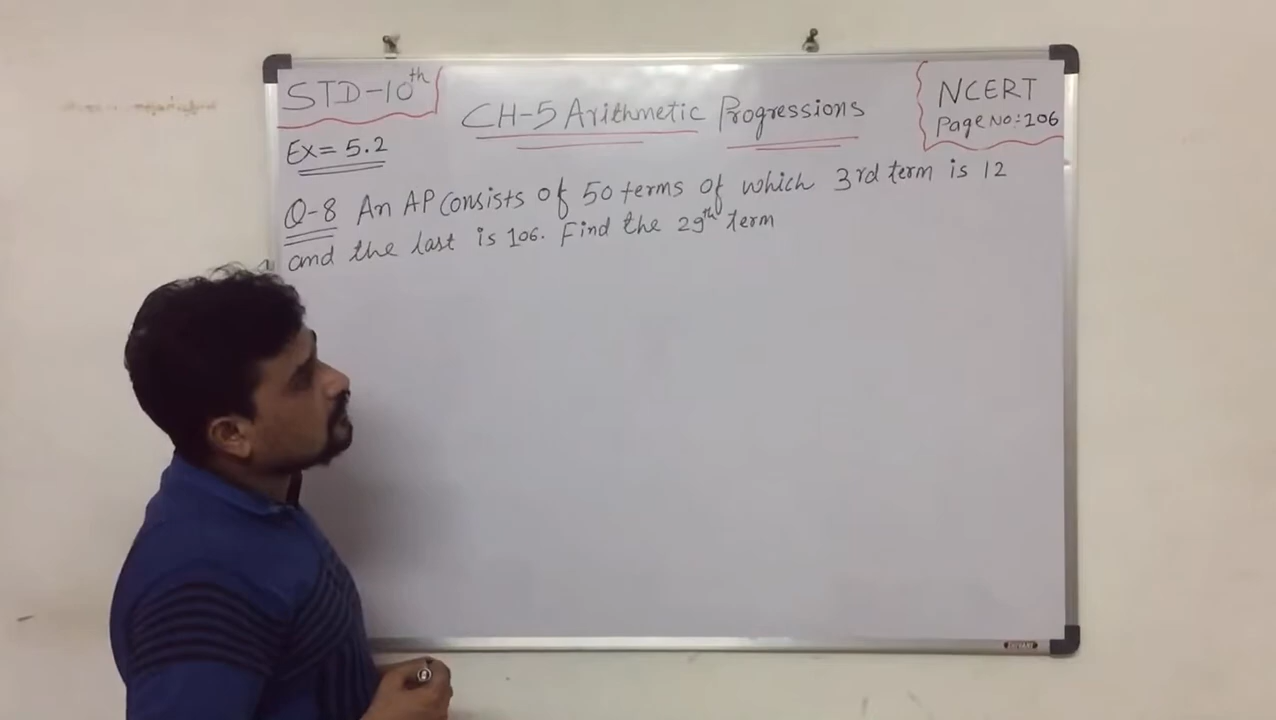 STD-10th
CH-5 Arithmetic Progressions
NCERT
Page No:106
Ex= 5.2
Q-8 An AP consists of 50 terms of which 3rd term is 12
and the last is 106. Find the 29th term